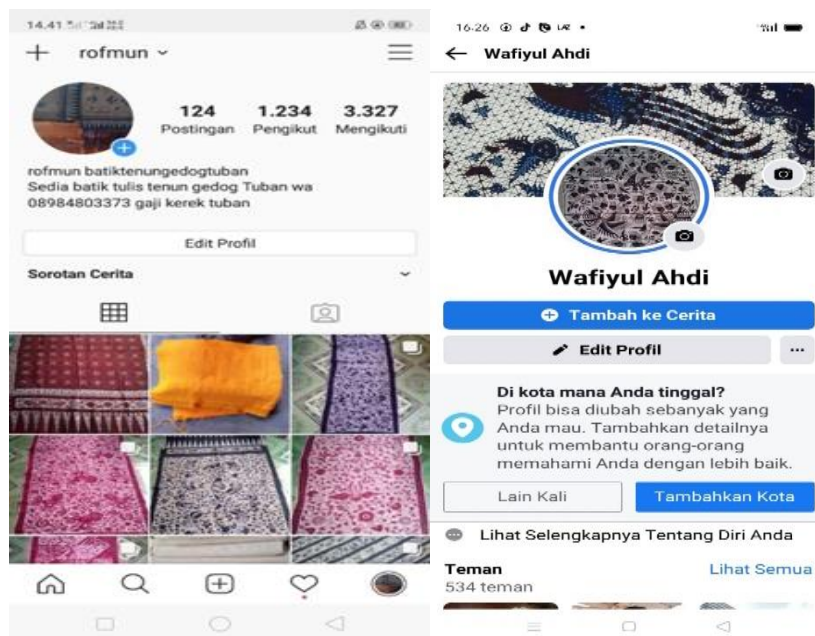 14.41
rofmun
124 1.234 3.327
Postingan Pengikut Mengikuti
rofmun batiktenungedogtuban
Sedia batik tulis tenun gedog Tuban wa
08984803373 gaji kerek tuban
Edit Profil
Sorotan Cerita
16.26
Wafiyul Ahdi
Wafiyul Ahdi
Tambah ke Cerita
Edit Profil
Di kota mana Anda tinggal?
Profil bisa diubah sebanyak yang
Anda mau. Tambahkan detailnya
untuk membantu orang-orang
memahami Anda dengan lebih baik.
Lain Kali Tambahkan Kota
Lihat Selengkapnya Tentang Diri Anda
Teman Lihat Semua
534 teman